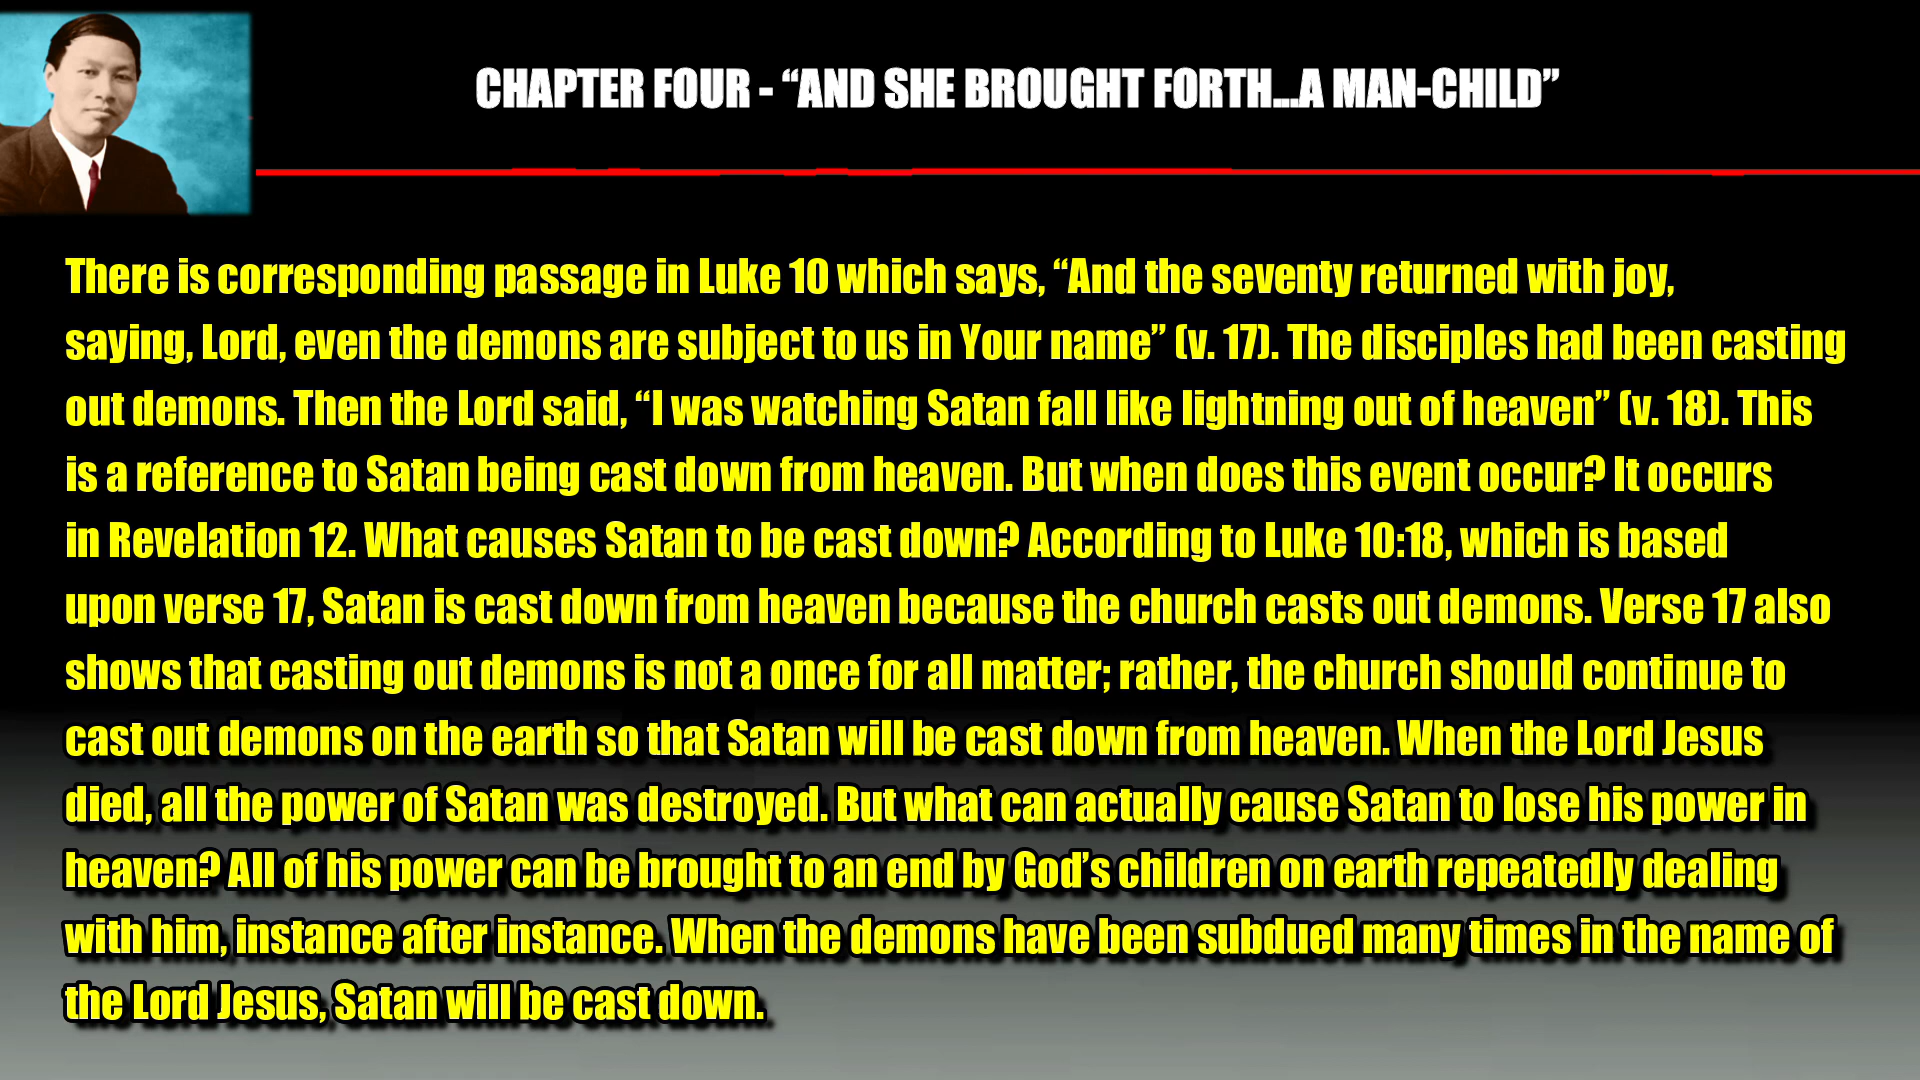 CHAPTER FOUR - “AND SHE BROUGHT FORTH...A MAN-CHILD”
There is corresponding passage in Luke 10 which says, “And the seventy returned with joy,
saying, Lord, even the demons are subject to us in Your name” (v. 17). The disciples had been casting
out demons. Then the Lord said, “I was watching Satan fall like lightning out of heaven” (v. 18). This
is a reference to Satan being cast down from heaven. But when does this event occur? It occurs
in Revelation 12. What causes Satan to be cast down? According to Luke 10:18, which is based
upon verse 17, Satan is cast down from heaven because the church casts out demons. Verse 17 also
shows that casting out demons is not a once for all matter; rather, the church should continue to
cast out demons on the earth so that Satan will be cast down from heaven. When the Lord Jesus
died, all the power of Satan was destroyed. But what can actually cause Satan to lose his power in
heaven? All of his power can be brought to an end by God’s children on earth repeatedly dealing
with him, instance after instance. When the demons have been subdued many times in the name of
the Lord Jesus, Satan will be cast down.